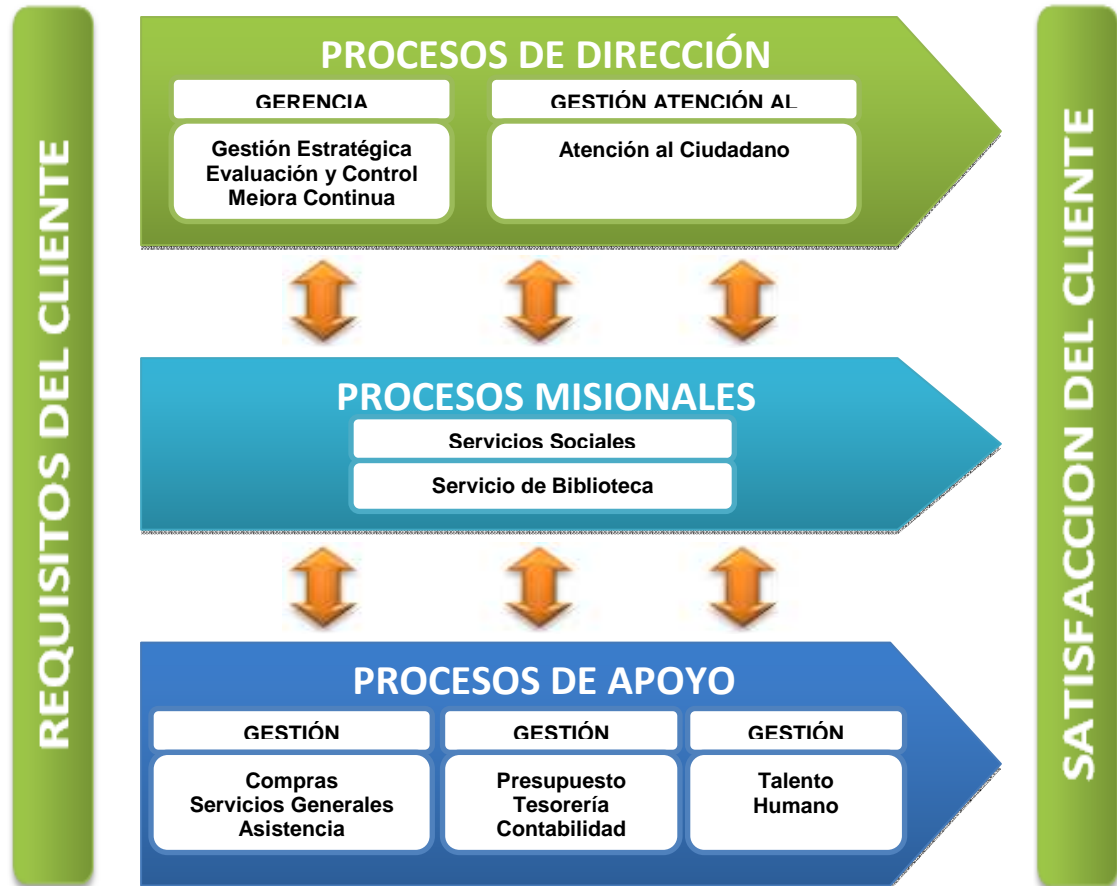 REQUISITOS DEL CLIENTE
PROCESOS DE DIRECCIÓN
GERENCIA
Gestión Estratégica
Evaluación y Control
Mejora Continua
GESTIÓN ATENCIÓN AL
Atención al Ciudadano
PROCESOS MISIONALES
Servicios Sociales
Servicio de Biblioteca
PROCESOS DE APOYO
GESTIÓN
Compras
Servicios Generales
Asistencia
GESTIÓN
Presupuesto
Tesorería
Contabilidad
GESTIÓN
Talento
Humano
SATISFACCION DEL CLIENTE